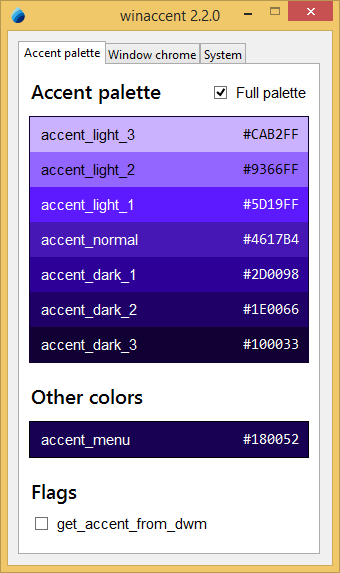 winaccent 2.2.0
Accent palette Window chrome System
Accent palette Full palette
accent_light_3 #CAB2FF
accent_light_2 #9366FF
accent_light_1 #5D19FF
accent_normal #4617B4
accent_dark_1 #2D0098
accent_dark_2 #1E0066
accent_dark_3 #100033
Other colors
accent_menu #180052
Flags
get_accent_from_dwm